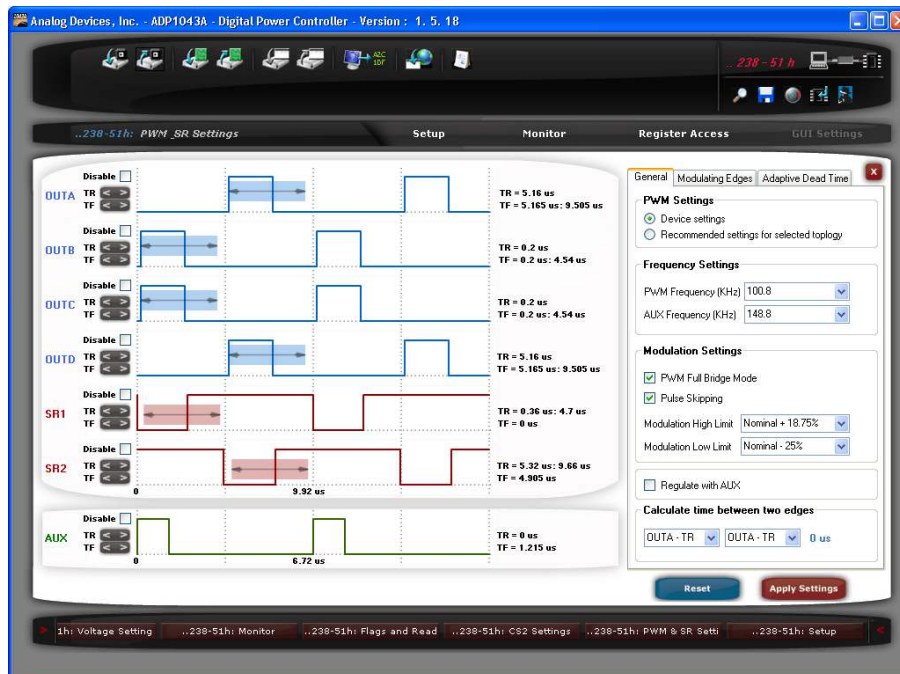 Analog Devices, Inc. - ADP1043A - Digital Power Controller - Version : 1. 5. 18
A2C
1DF
..238-51 h
..238-51h: PWM_SR Settings
Setup
Monitor
Register Access
GUI Settings
Disable
OUTA
TR
TF
TR = 5.16 us
TF = 5.165 us: 9.505 us
Disable
OUTB
TR
TF
TR = 0.2 us
TF = 0.2 us: 4.54 us
Disable
OUTC
TR
TF
TR = 0.2 us
TF = 0.2 us: 4.54 us
Disable
OUTD
TR
TF
TR = 5.16 us
TF = 5.165 us: 9.505 us
Disable
SR1
TR
TF
TR = 0.36 us: 4.7 us
TF = 0 us
Disable
SR2
TR
TF
TR = 5.32 us: 9.66 us
TF = 4.905 us
0
9.92 us
Disable
AUX
TR
TF
TR = 0 us
TF = 1.215 us
0
6.72 us
General
Modulating Edges
Adaptive Dead Time
X
PWM Settings
Device settings
Recommended settings for selected toplogy
Frequency Settings
PWM Frequency (KHz) 100.8
AUX Frequency (KHz) 148.8
Modulation Settings
PWM Full Bridge Mode
Pulse Skipping
Modulation High Limit Nominal + 18.75%
Modulation Low Limit Nominal - 25%
Regulate with AUX
Calculate time between two edges
OUTA - TR
OUTA - TR
0 us
Reset
Apply Settings
1h: Voltage Setting
..238-51h: Monitor
..238-51h: Flags and Read
..238-51h: CS2 Settings
..238-51h: PWM & SR Setti
..238-51h: Setup